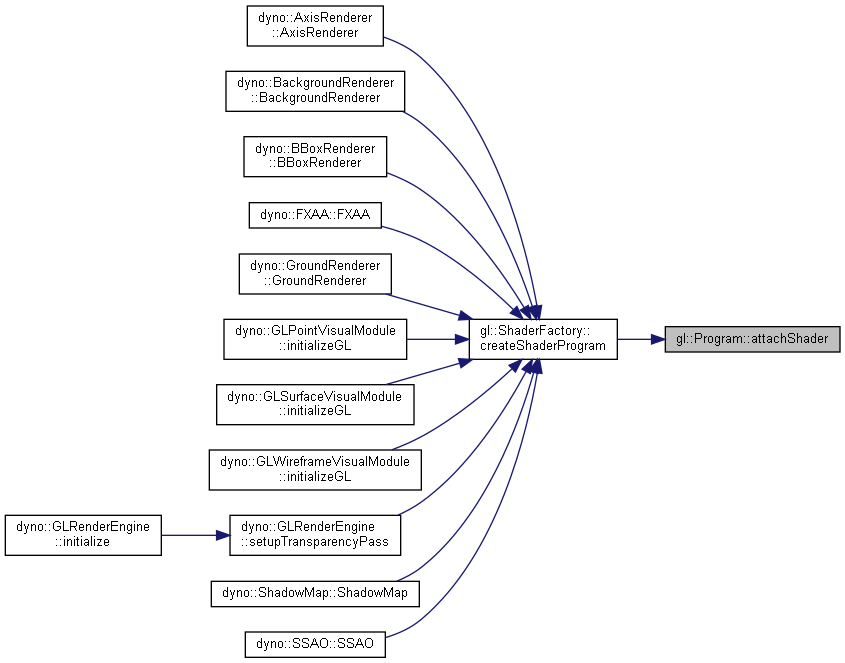 dyno::AxisRenderer
::AxisRenderer
dyno::BackgroundRenderer
::BackgroundRenderer
dyno::BBoxRenderer
::BBoxRenderer
dyno::FXAA::FXAA
dyno::GroundRenderer
::GroundRenderer
dyno::GLPointVisualModule
::initializeGL
gl::ShaderFactory::
createShaderProgram
gl::Program::attachShader
dyno::GLSurfaceVisualModule
::initializeGL
dyno::GLWireframeVisualModule
::initializeGL
dyno::GLRenderEngine
::initialize
dyno::GLRenderEngine
::setupTransparencyPass
dyno::ShadowMap::ShadowMap
dyno::SSAO::SSAO